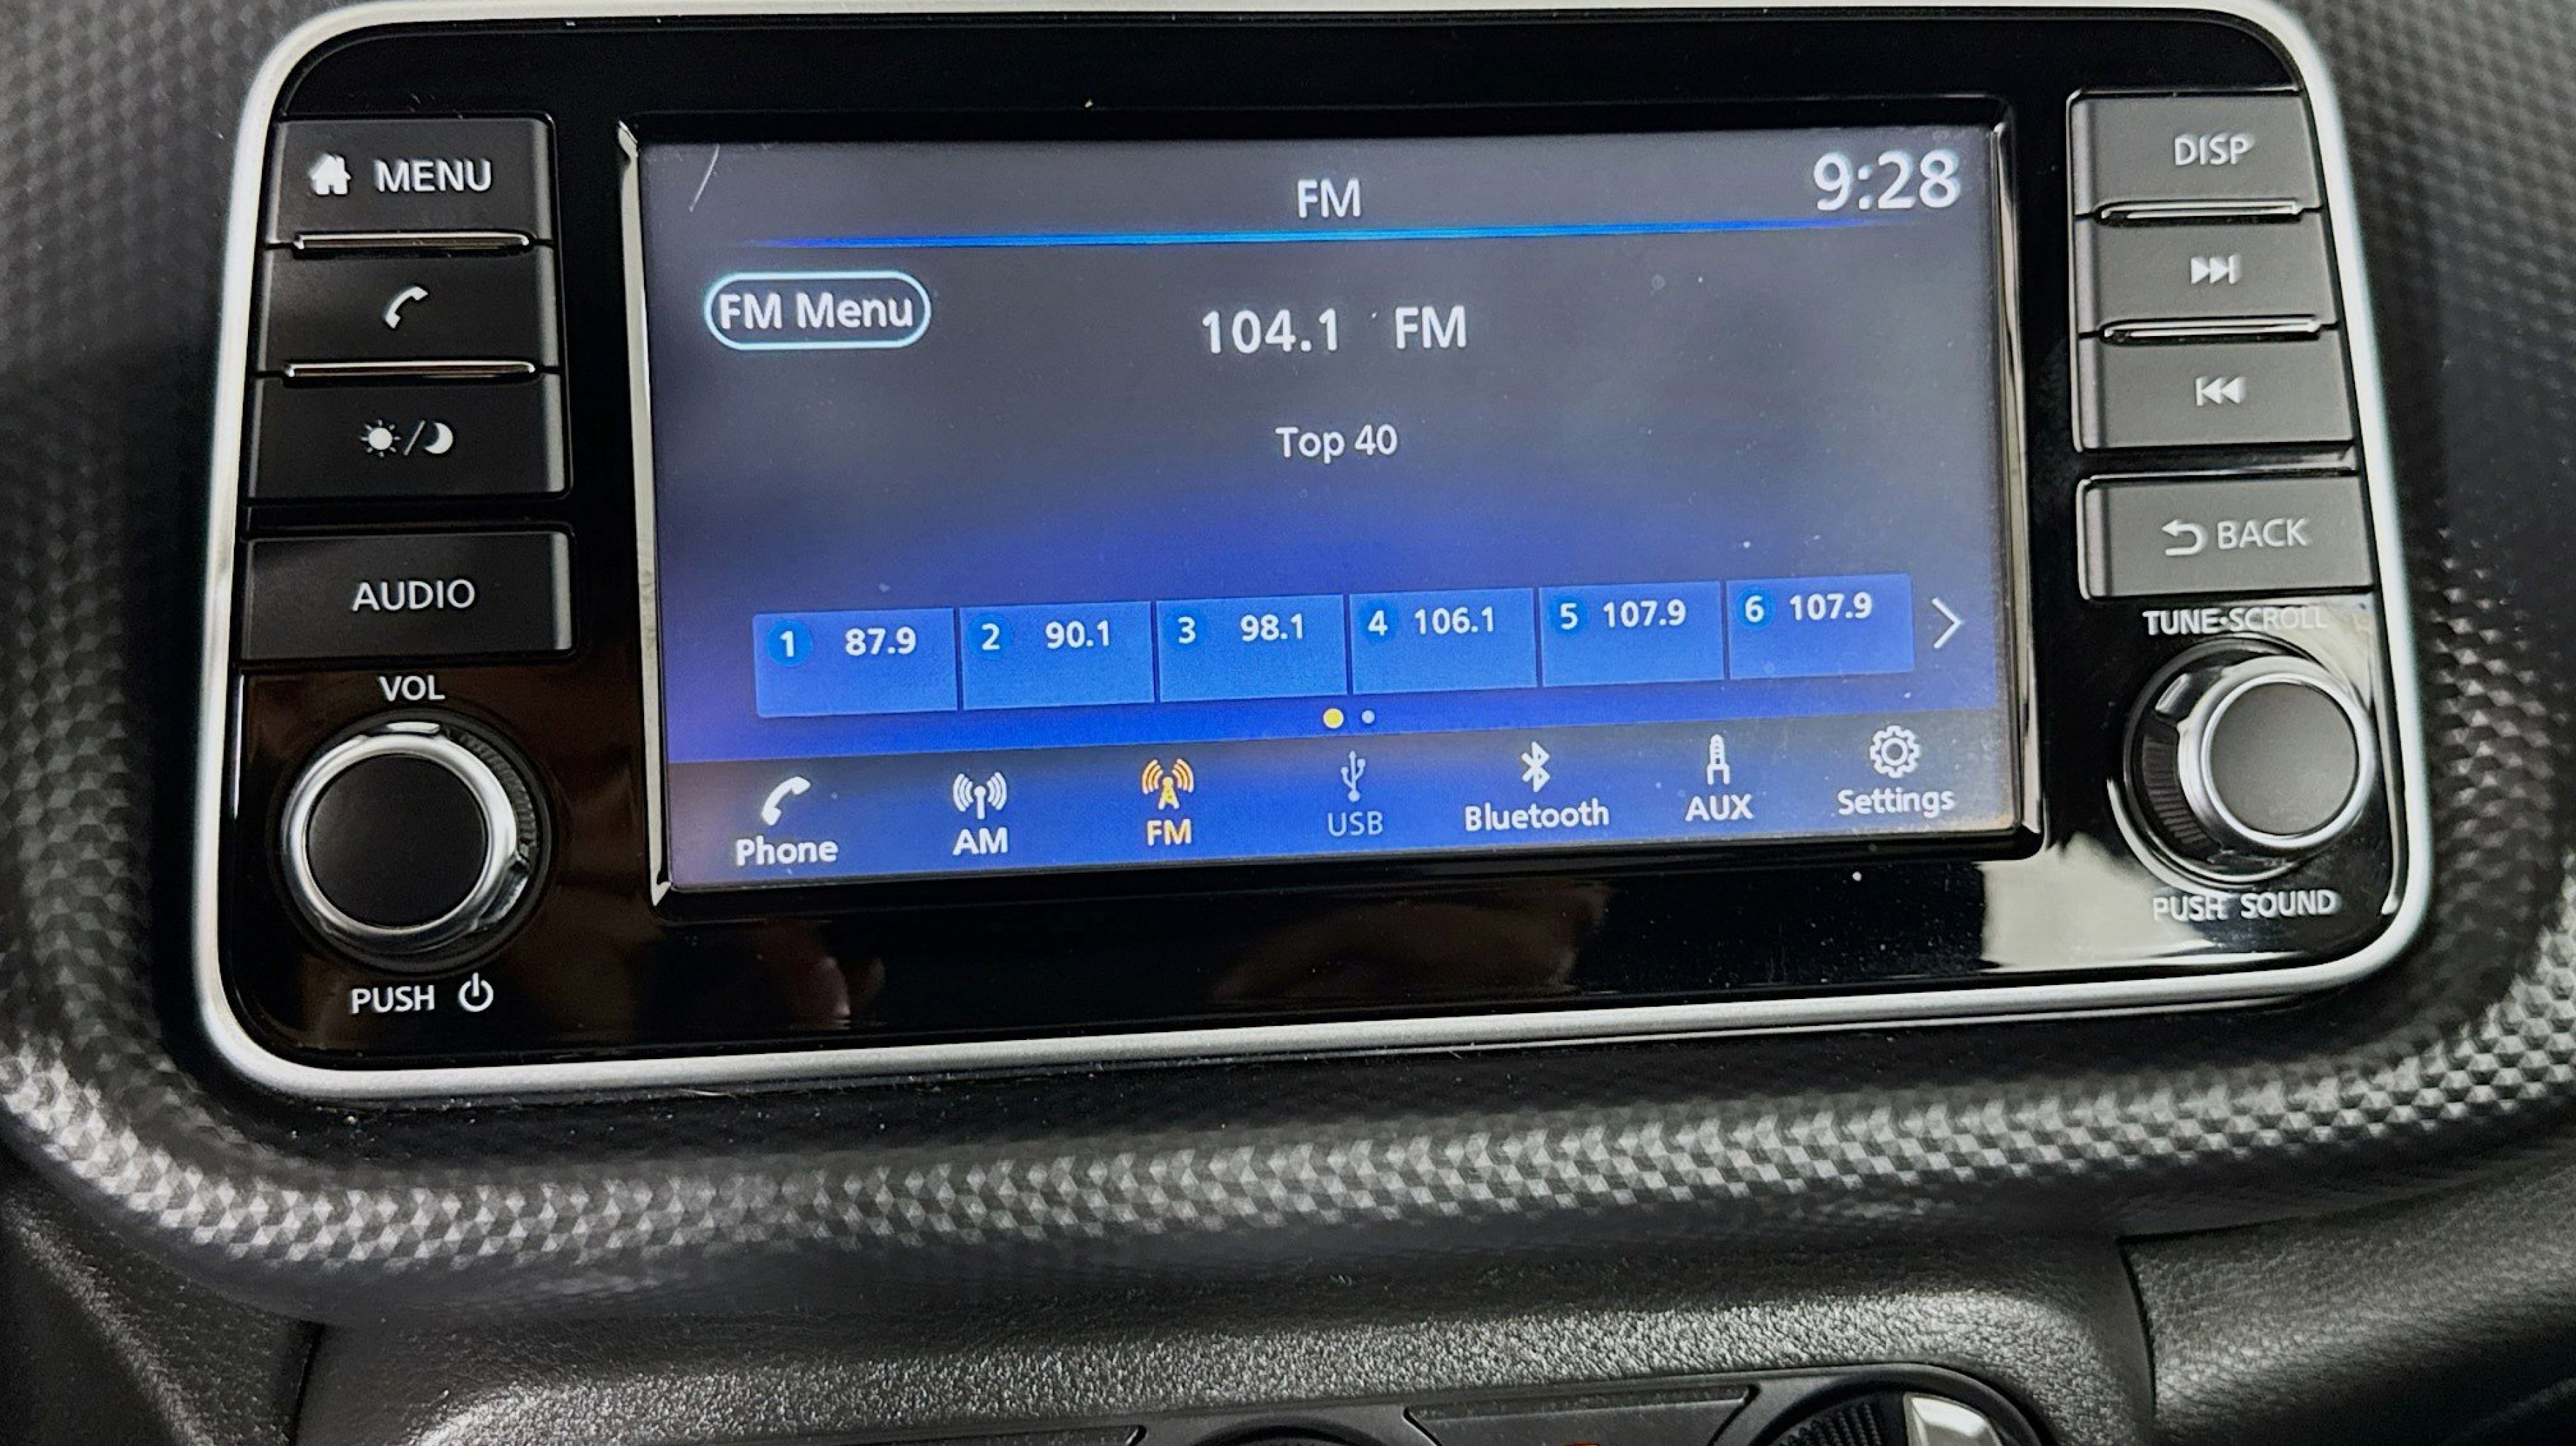 MENU
AUDIO
VOL
PUSH
FM
9:28
FM Menu
104.1 FM
Top 40
1 87.9 2 90.1 3 98.1 4 106.1 5 107.9 6 107.9
Phone AM FM USB Bluetooth AUX Settings
DISP
BACK
TUNE·SCROLL
PUSH SOUND